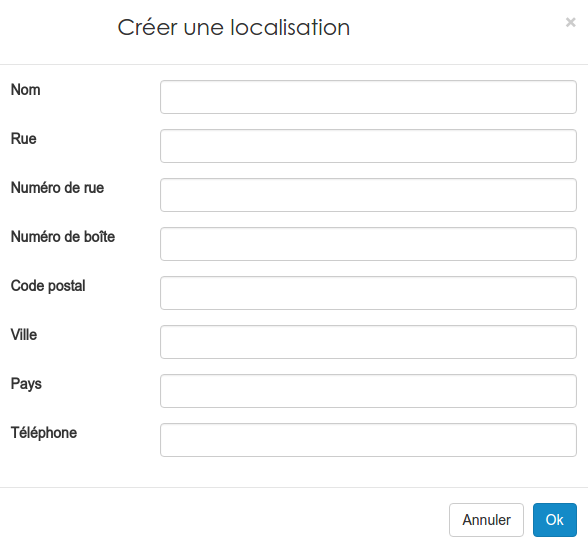 Créer une localisation
×
Nom
Rue
Numéro de rue
Numéro de boîte
Code postal
Ville
Pays
Téléphone
Annuler Ok